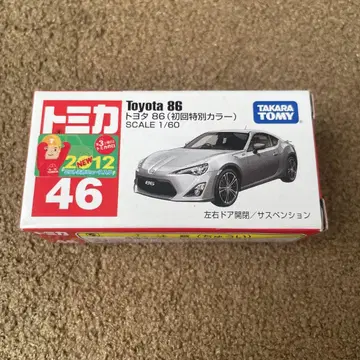 トミカ
2 NEW 12
46
Toyota 86
トヨタ 86(初回特別カラー)
SCALE 1/60
TAKARA
TOMY
左右ドア開閉/サスペンション